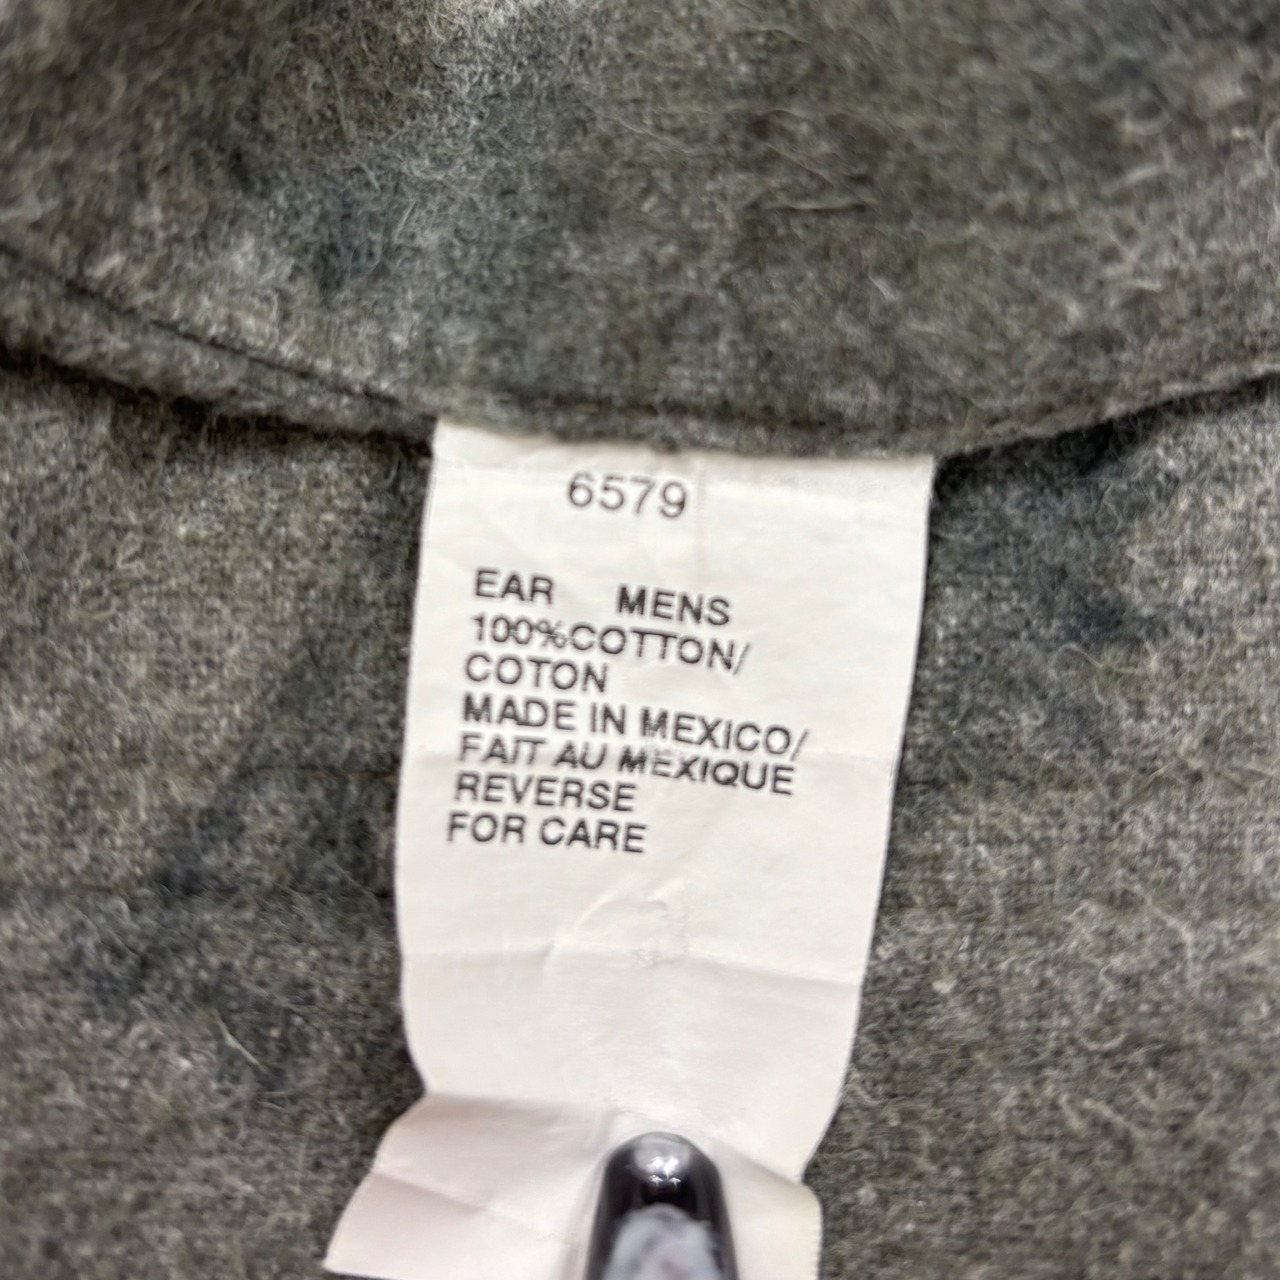 6579
EAR MENS
100%COTTON/
COTON
MADE IN MEXICO/
FAIT AU MEXIQUE
REVERSE
FOR CARE